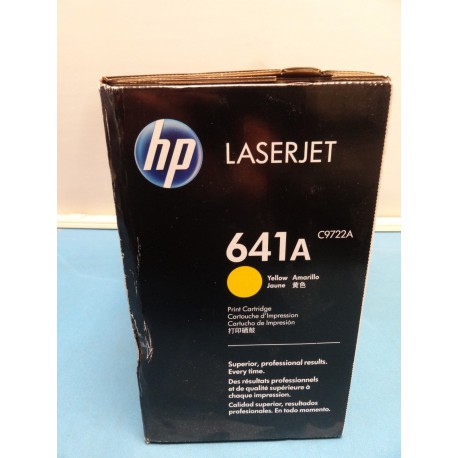 hp
LASERJET
641A C9722A
Yellow Amarillo
Jaune 黄色
Print Cartridge
Cartouche d'Impression
Cartucho de Impresión
打印硒鼓
Superior, professional results.
Every time.
Des résultats professionnels
et de qualité supérieure à
chaque impression.
Calidad superior, resultados
profesionales. En todo momento.